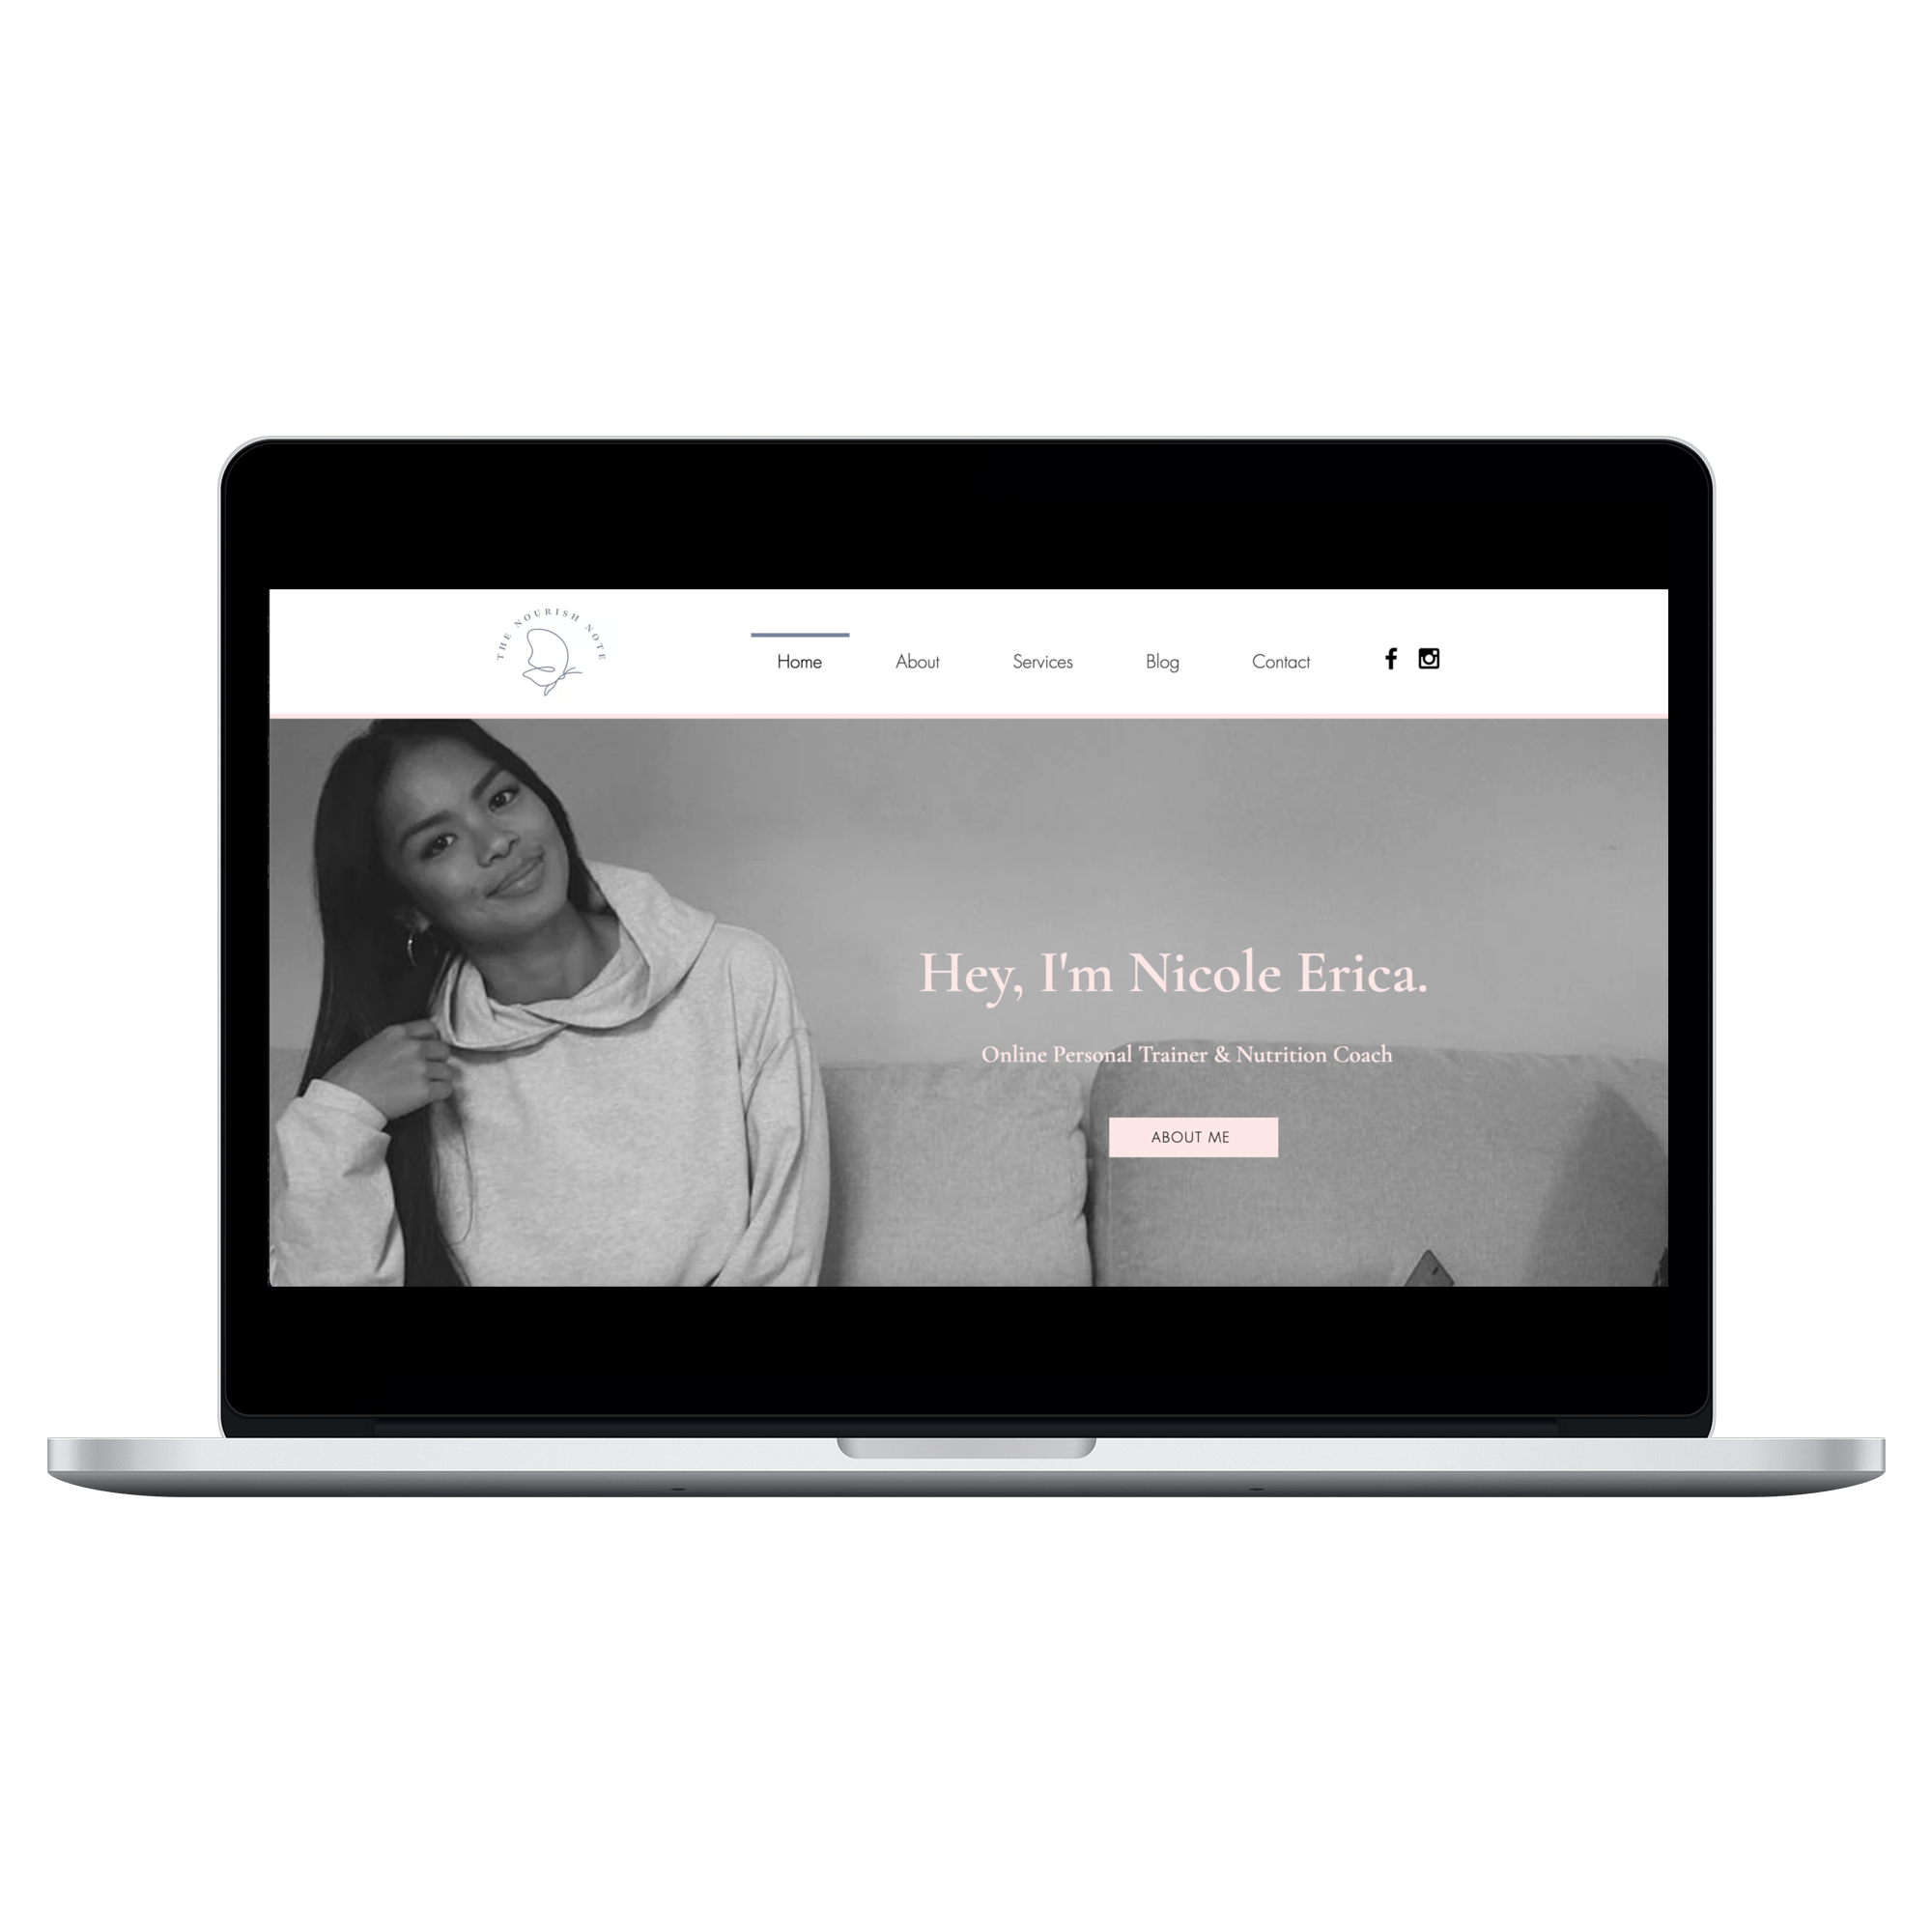 THE NOURISH NOTE
Home About Services Blog Contact
Hey, I'm Nicole Erica.
Online Personal Trainer & Nutrition Coach
ABOUT ME